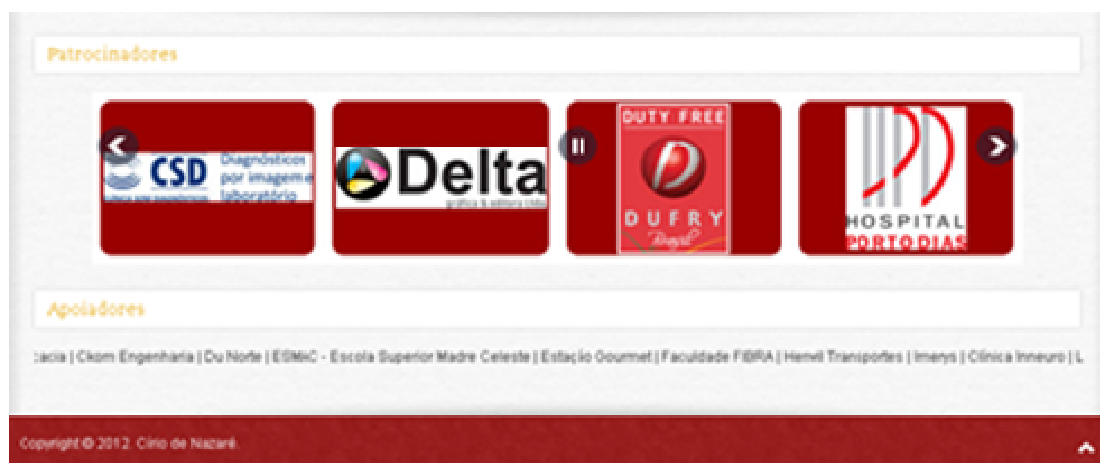 Patrocinadores
CSD
Diagnósticos
por imagem e
laboratório
Delta
gráfica & editora Ltda
DUTY FREE
DUFRY
Brazil
HOSPITAL
PORTO DIAS
Apoiadores
cacia | Ckom Engenharia | Du Norte | ESMAC - Escola Superior Madre Celeste | Estação Gourmet | Faculdade FIBRA | Henvil Transportes | Imerys | Clínica Inneuro | L
Copyright © 2012. Círio de Nazaré.